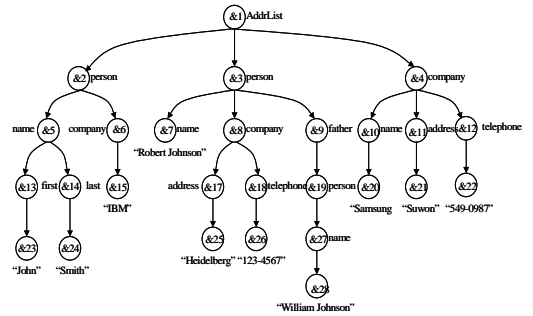 &1 AddrList
&2 person &3 person &4 company
name &5 company &6 &7 name &8 company &9 father &10 name &11 address &12 telephone
"Robert Johnson"
&13 first &14 last &15 address &17 &18 telephone &19 person &20 &21 &22
"IBM" "Samsung "Suwon" "549-0987"
&23 &24 &25 &26 &27 name
"John" "Smith" "Heidelberg" "123-4567"
&28
"William Johnson"